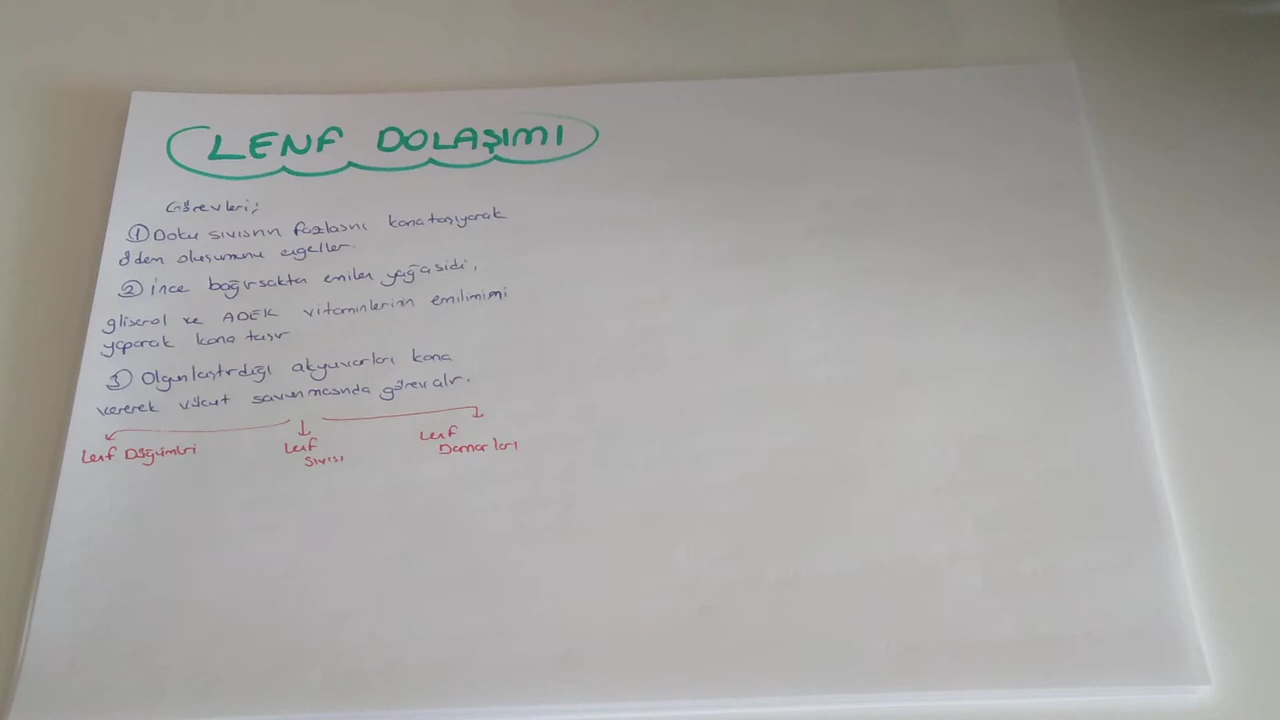 LENF DOLAŞIMI
Görevleri;
① Doku sıvısının fazlasını kana taşıyarak
ödem oluşumunu engeller.
② İnce bağırsakta emilen yağ asidi,
gliserol ve ADEK vitaminlerinin emilimini
yaparak kana taşır
③ Olgunlaştırdığı akyuvarları kana
vererek vücut savunmasında görev alır.
Lenf Düğümleri
Lenf
Sıvısı
Lenf
Damarları